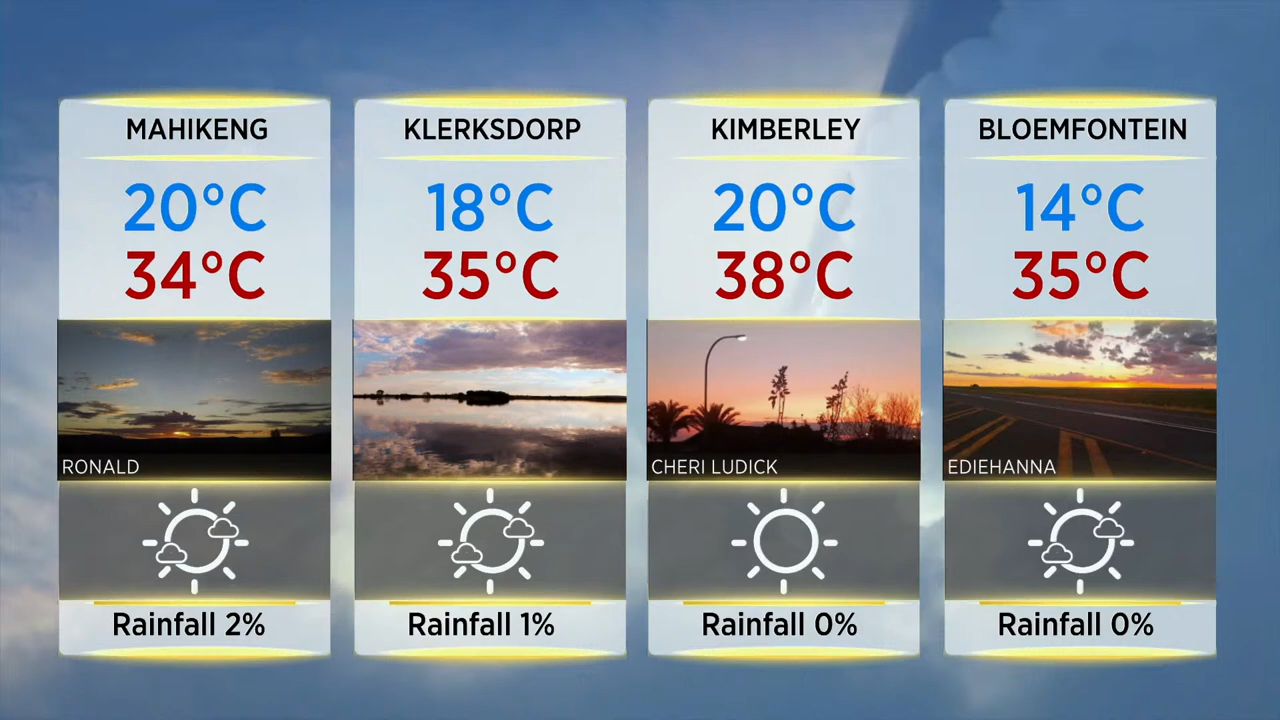 MAHIKENG
20°C
34°C
RONALD
Rainfall 2%
KLERKSDORP
18°C
35°C
Rainfall 1%
KIMBERLEY
20°C
38°C
CHERI LUDICK
Rainfall 0%
BLOEMFONTEIN
14°C
35°C
EDIEHANNA
Rainfall 0%